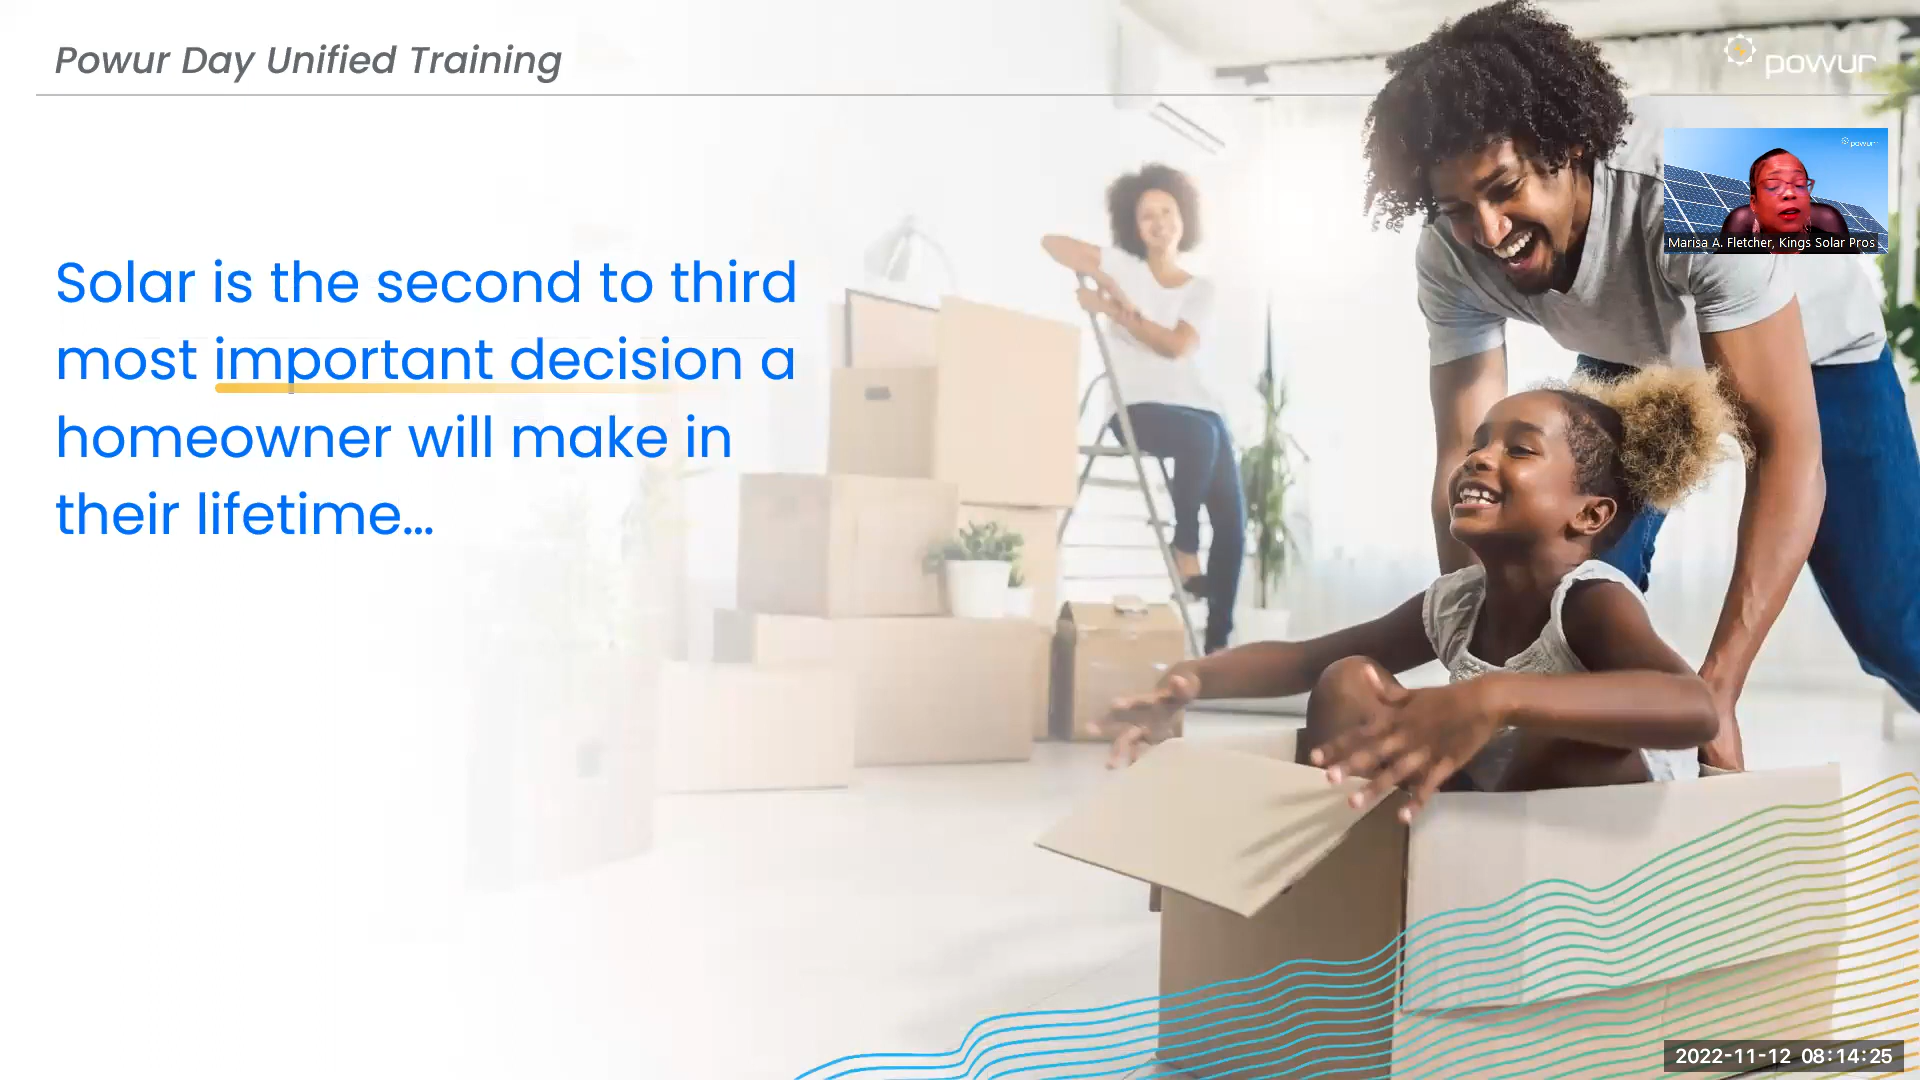 Powur Day Unified Training
powur
powur
Marisa A. Fletcher, Kings Solar Pros
Solar is the second to third
most important decision a
homeowner will make in
their lifetime...
2022-11-12 08:14:25